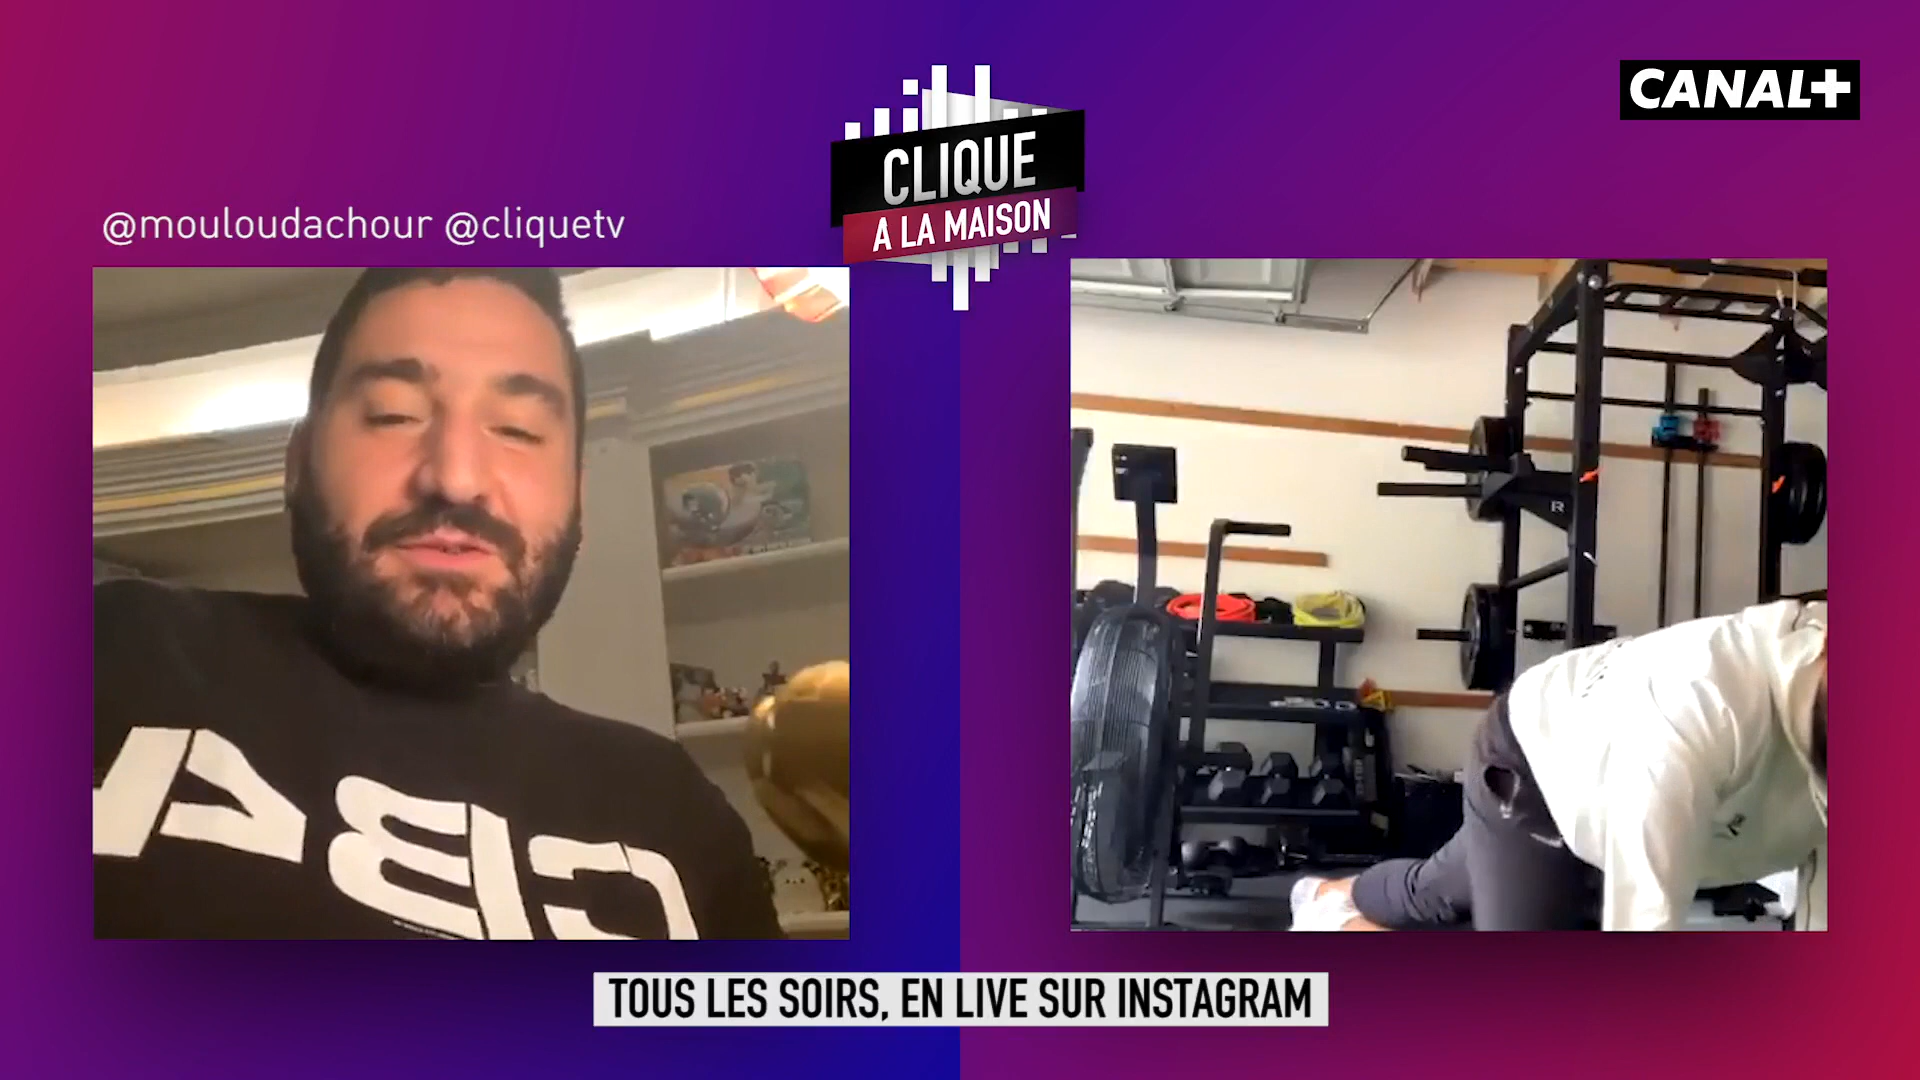 CANAL+
CLIQUE
A LA MAISON
@mouloudachour @cliquetv
TOUS LES SOIRS, EN LIVE SUR INSTAGRAM